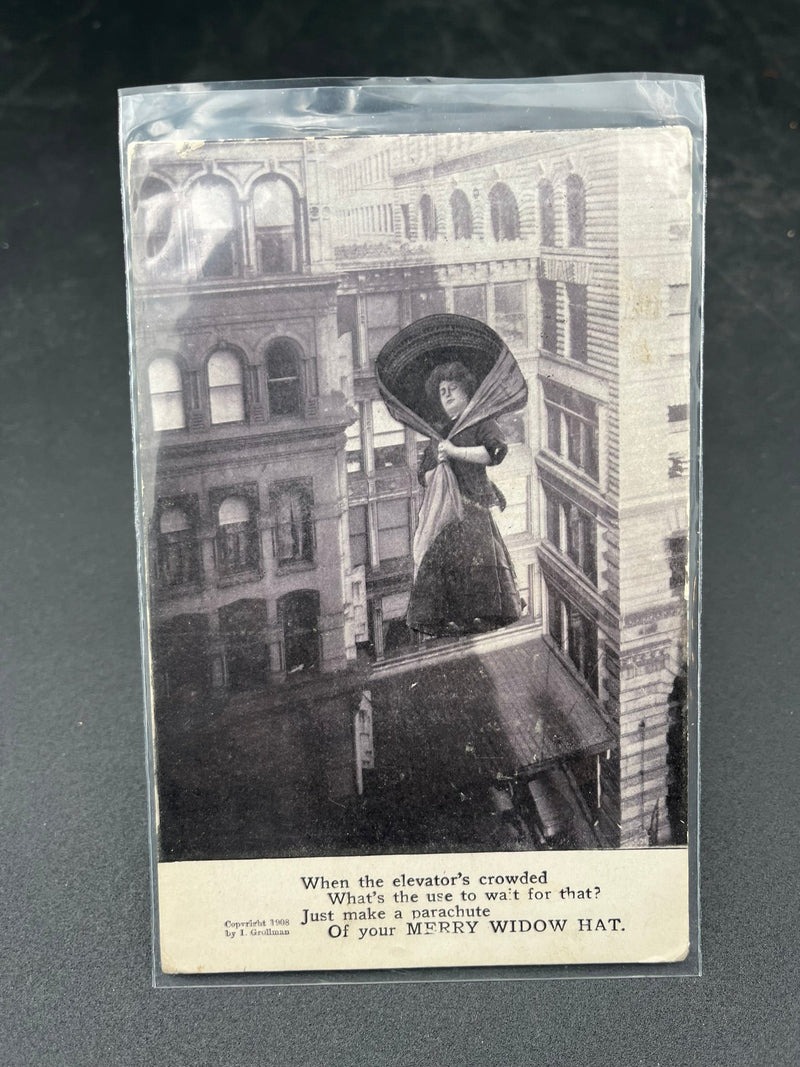 When the elevator's crowded
What's the use to wait for that?
Just make a parachute
Of your MERRY WIDOW HAT.
Copyright 1908
by I. Grollman